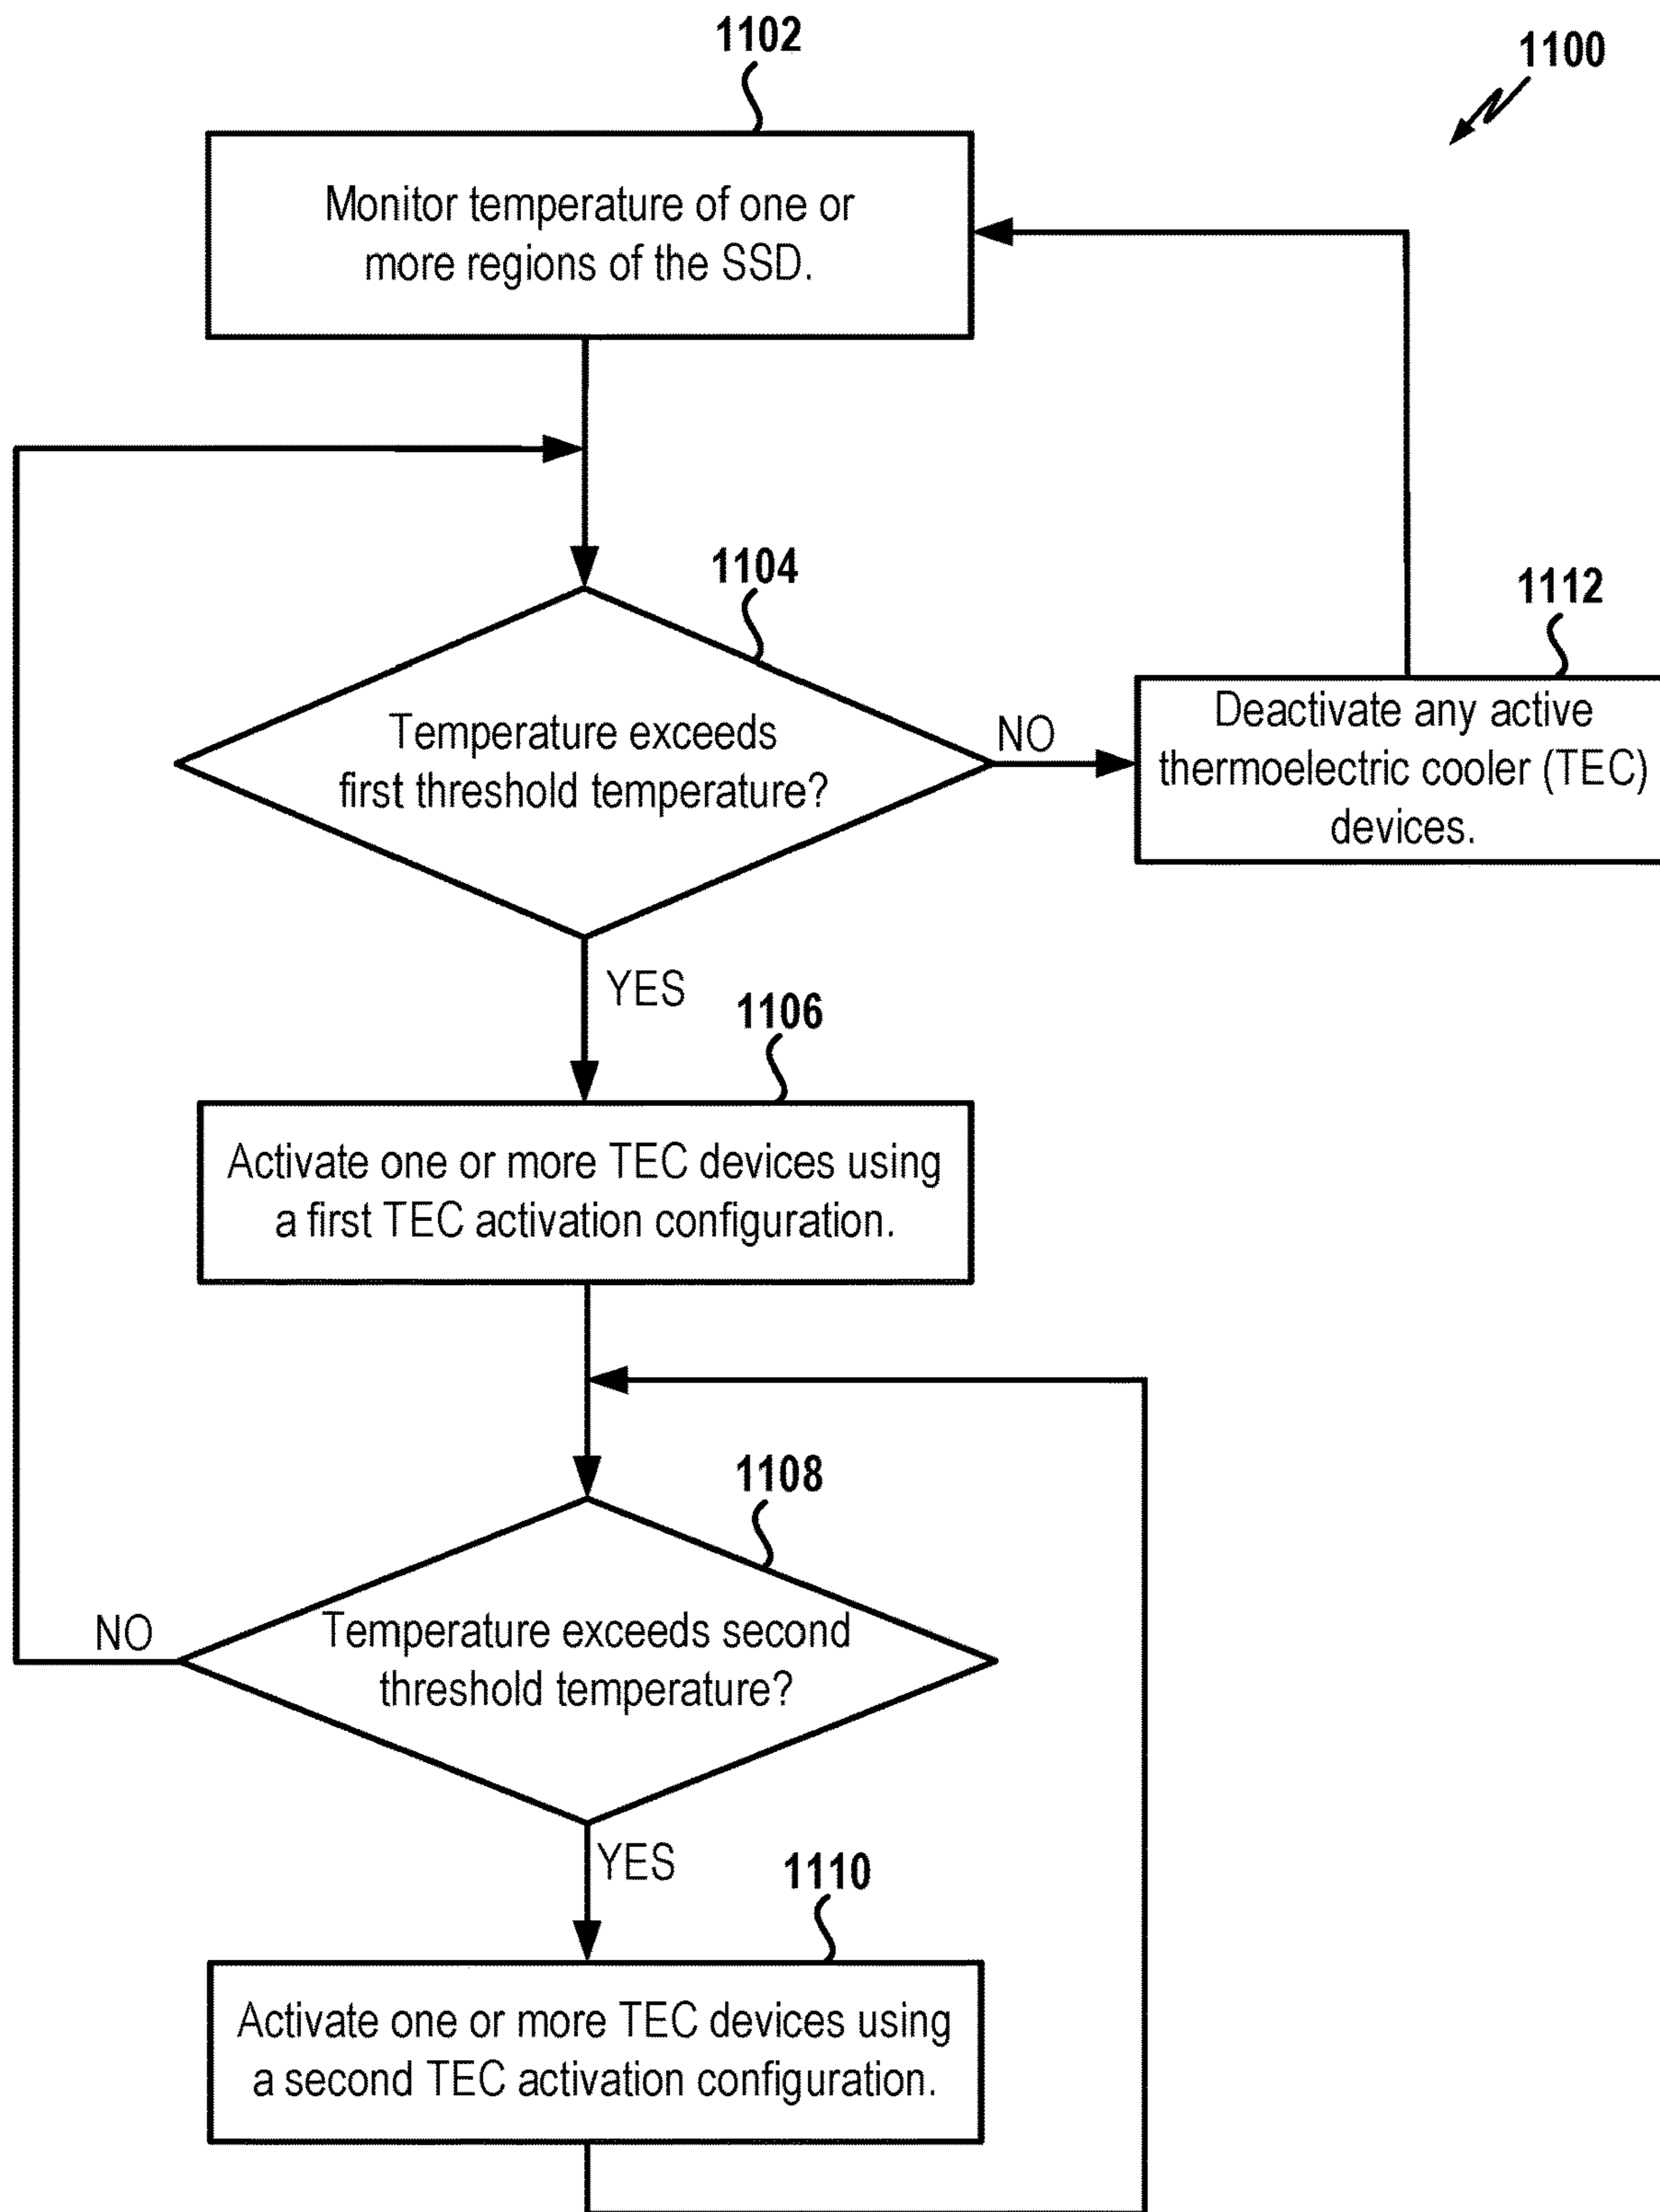 1102
1100
Monitor temperature of one or
more regions of the SSD.
1104
Temperature exceeds
first threshold temperature?
NO
1112
Deactivate any active
thermoelectric cooler (TEC)
devices.
YES
1106
Activate one or more TEC devices using
a first TEC activation configuration.
1108
Temperature exceeds second
threshold temperature?
NO
YES
1110
Activate one or more TEC devices using
a second TEC activation configuration.